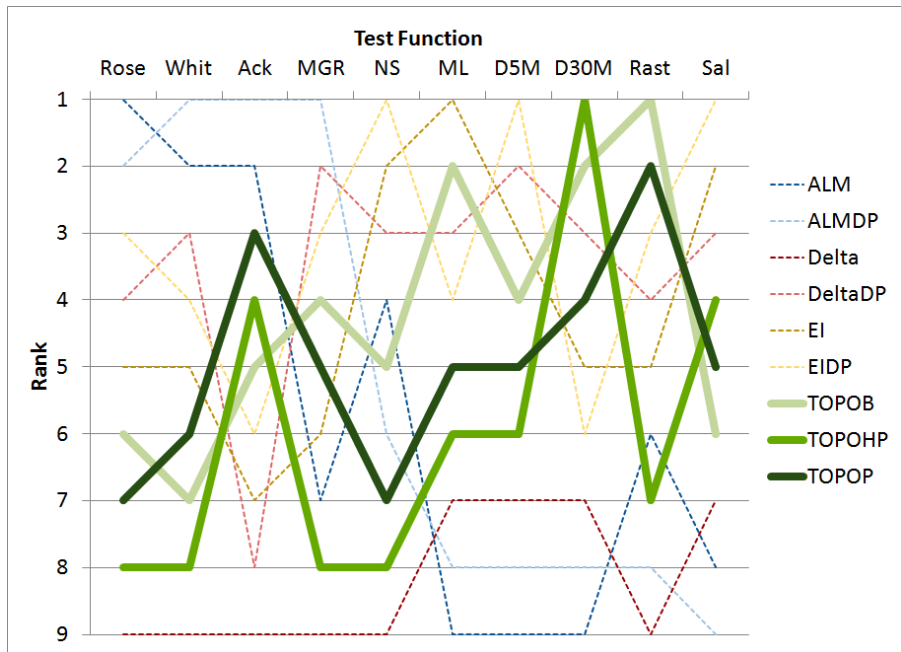 Test Function
Rose Whit Ack MGR NS ML D5M D30M Rast Sal
1
2
3
4
5
6
7
8
9
Rank
ALM
ALMDP
Delta
DeltaDP
EI
EIDP
TOPOB
TOPOHP
TOPOP